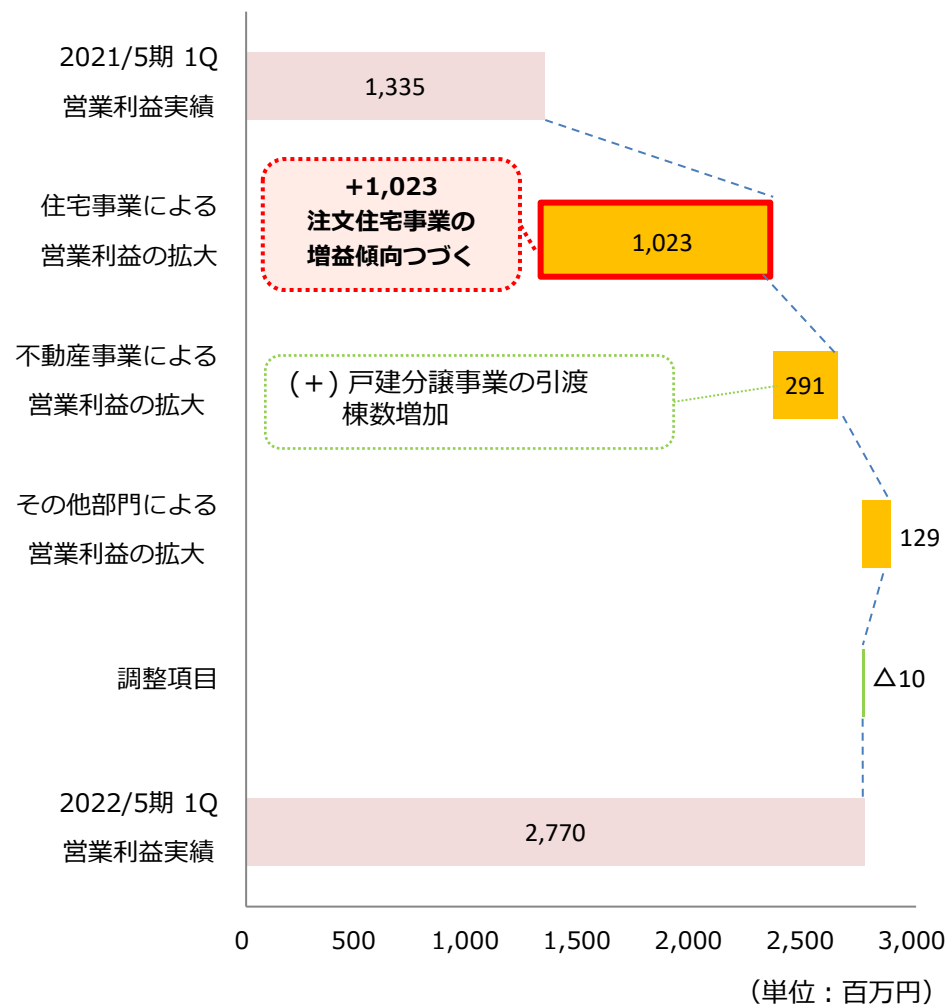 2021/5期 1Q
営業利益実績
1,335
住宅事業による
営業利益の拡大
+1,023
注文住宅事業の
増益傾向つづく
1,023
不動産事業による
営業利益の拡大
(+) 戸建分譲事業の引渡
棟数増加
291
その他部門による
営業利益の拡大
129
調整項目
△10
2022/5期 1Q
営業利益実績
2,770
0 500 1,000 1,500 2,000 2,500 3,000
（単位：百万円）